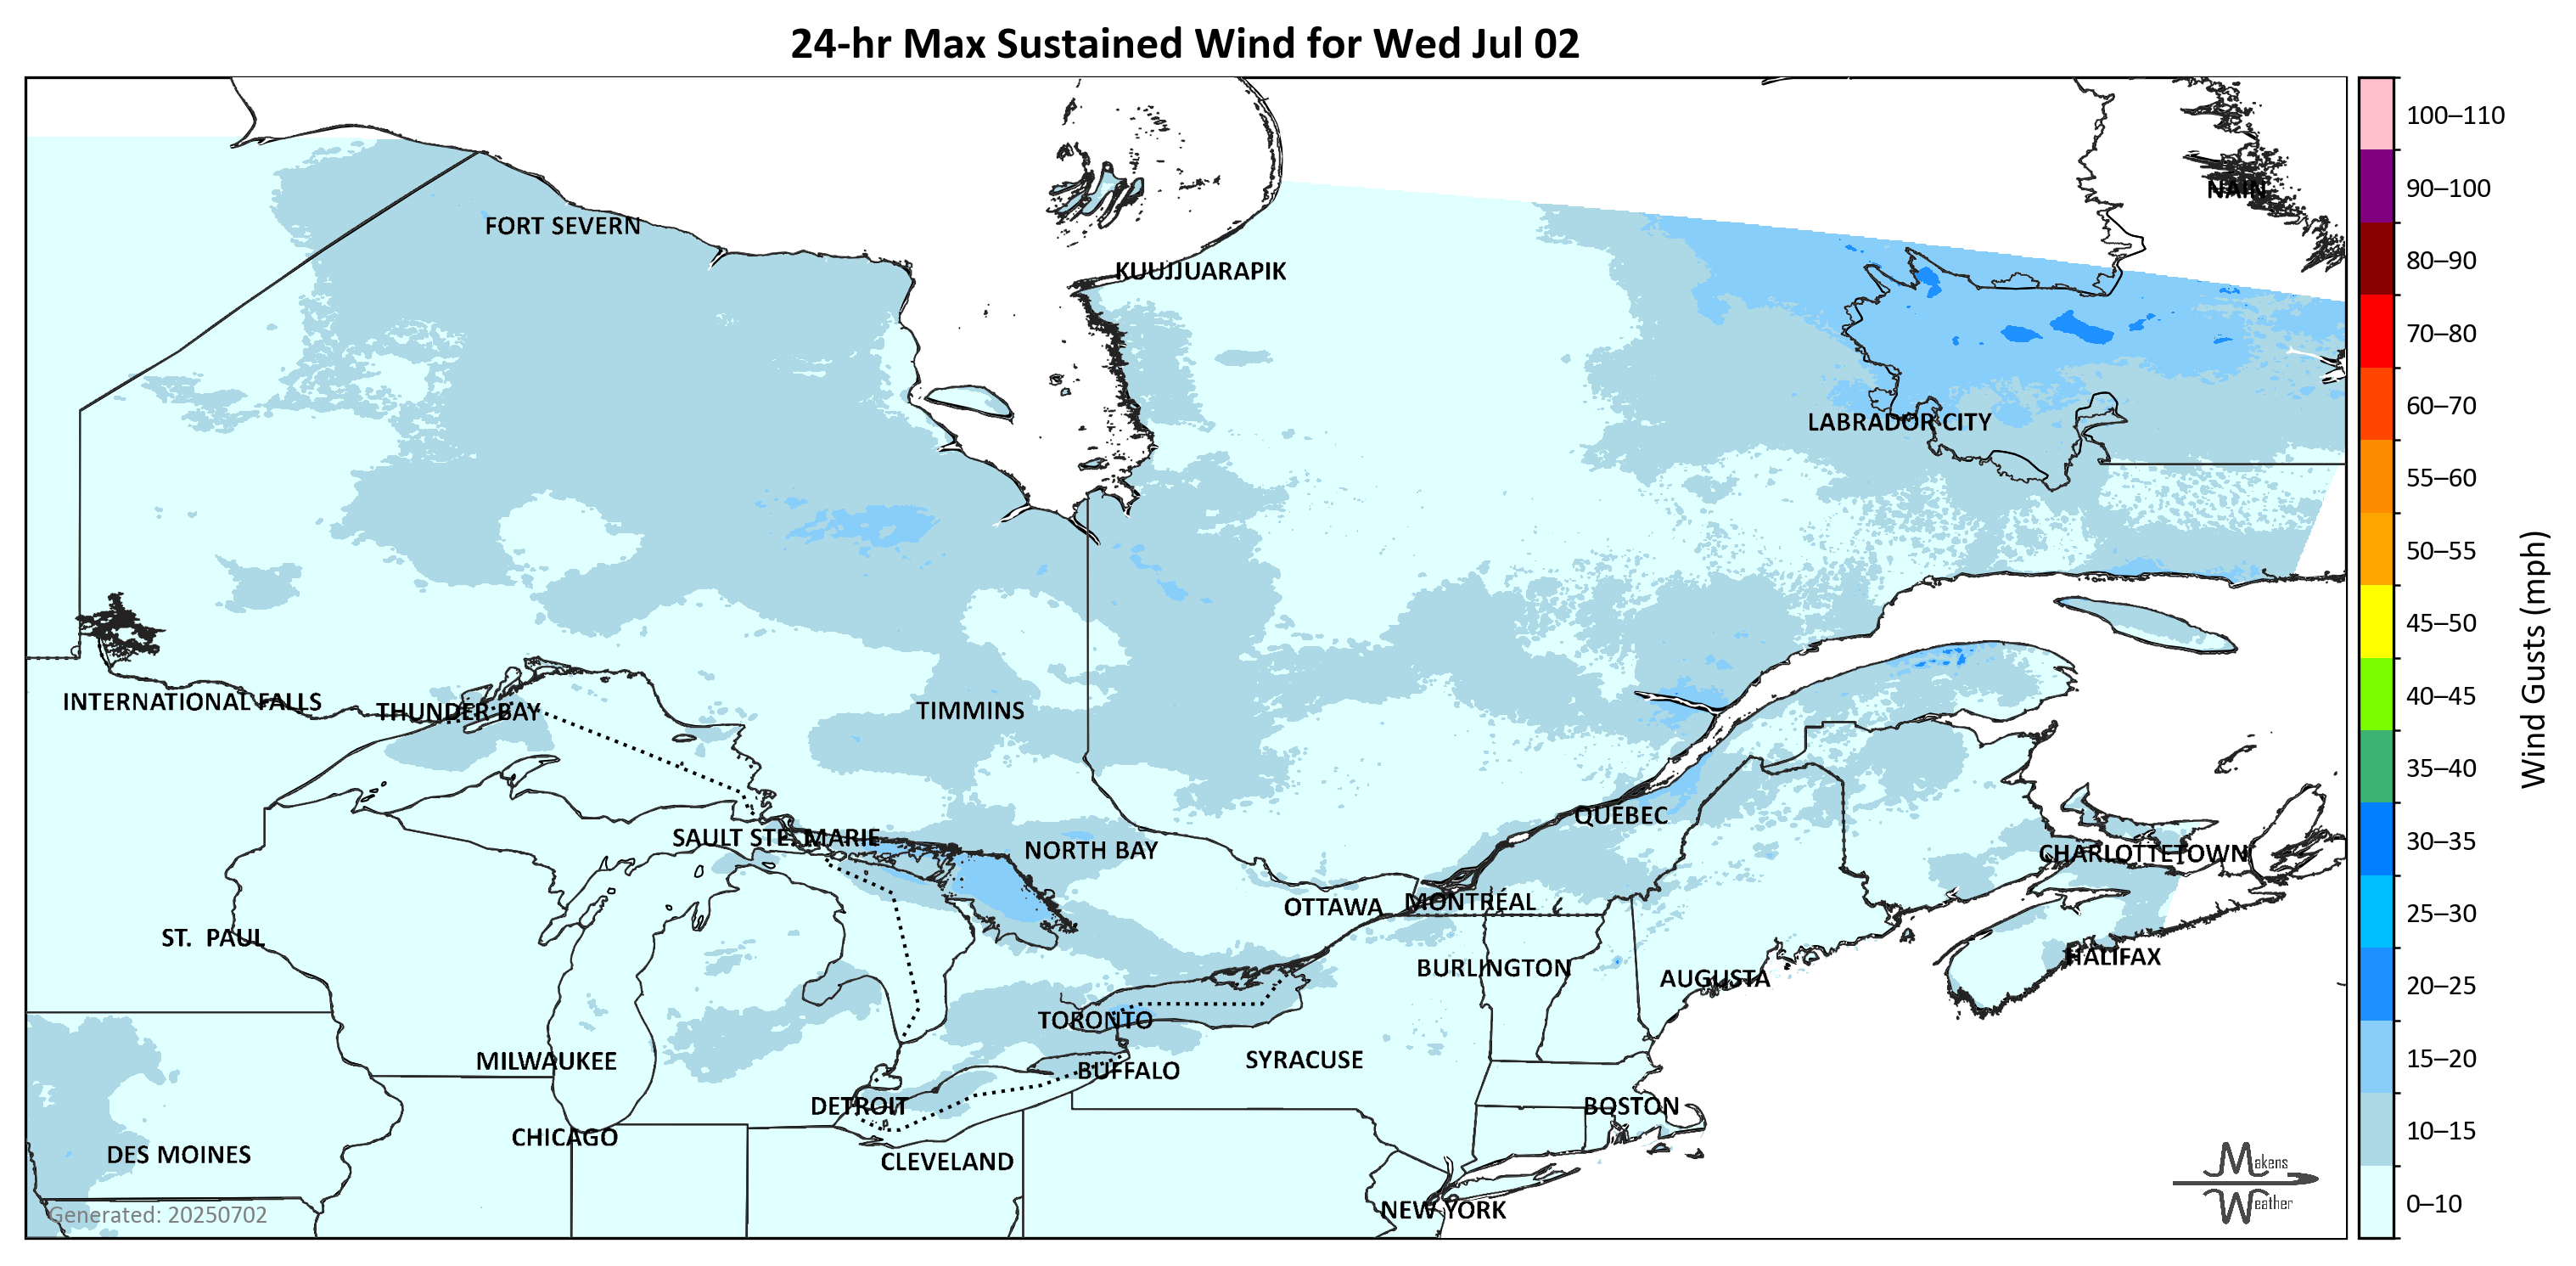 24-hr Max Sustained Wind for Wed Jul 02
100–110
90–100
80–90
70–80
60–70
55–60
50–55
45–50
40–45
35–40
30–35
25–30
20–25
15–20
10–15
0–10
Wind Gusts (mph)
NAIN
FORT SEVERN
KUUJJUARAPIK
LABRADOR CITY
INTERNATIONAL FALLS
THUNDER BAY
TIMMINS
QUEBEC
SAULT STE. MARIE
NORTH BAY
CHARLOTTETOWN
OTTAWA
MONTRÉAL
ST. PAUL
HALIFAX
BURLINGTON
AUGUSTA
TORONTO
MILWAUKEE
SYRACUSE
BUFFALO
DETROIT
BOSTON
CHICAGO
DES MOINES
CLEVELAND
NEW YORK
Generated: 20250702
Makens
Weather